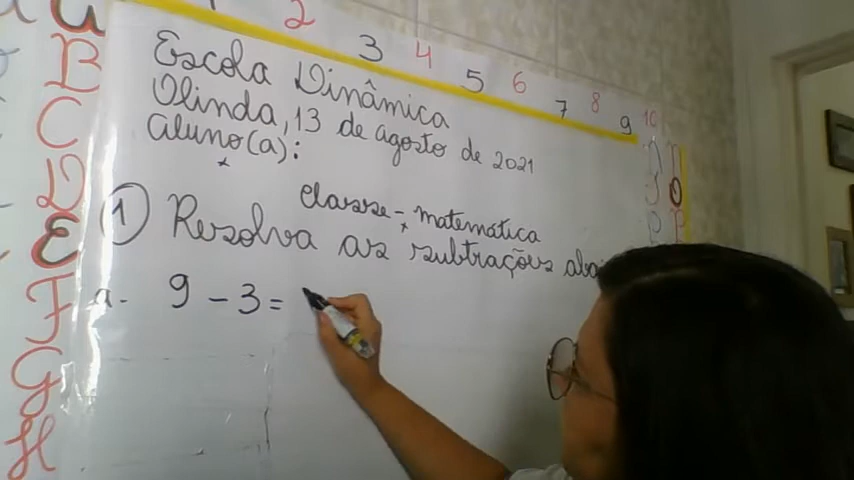 2 3 4 5 6 7 8 9 10
Escola Dinâmica
Olinda, 13 de agosto de 2021
Aluno(a):
classe - matemática
1 Resolva as subtrações
a- 9 - 3 =
B
C
D
E
F
G
H